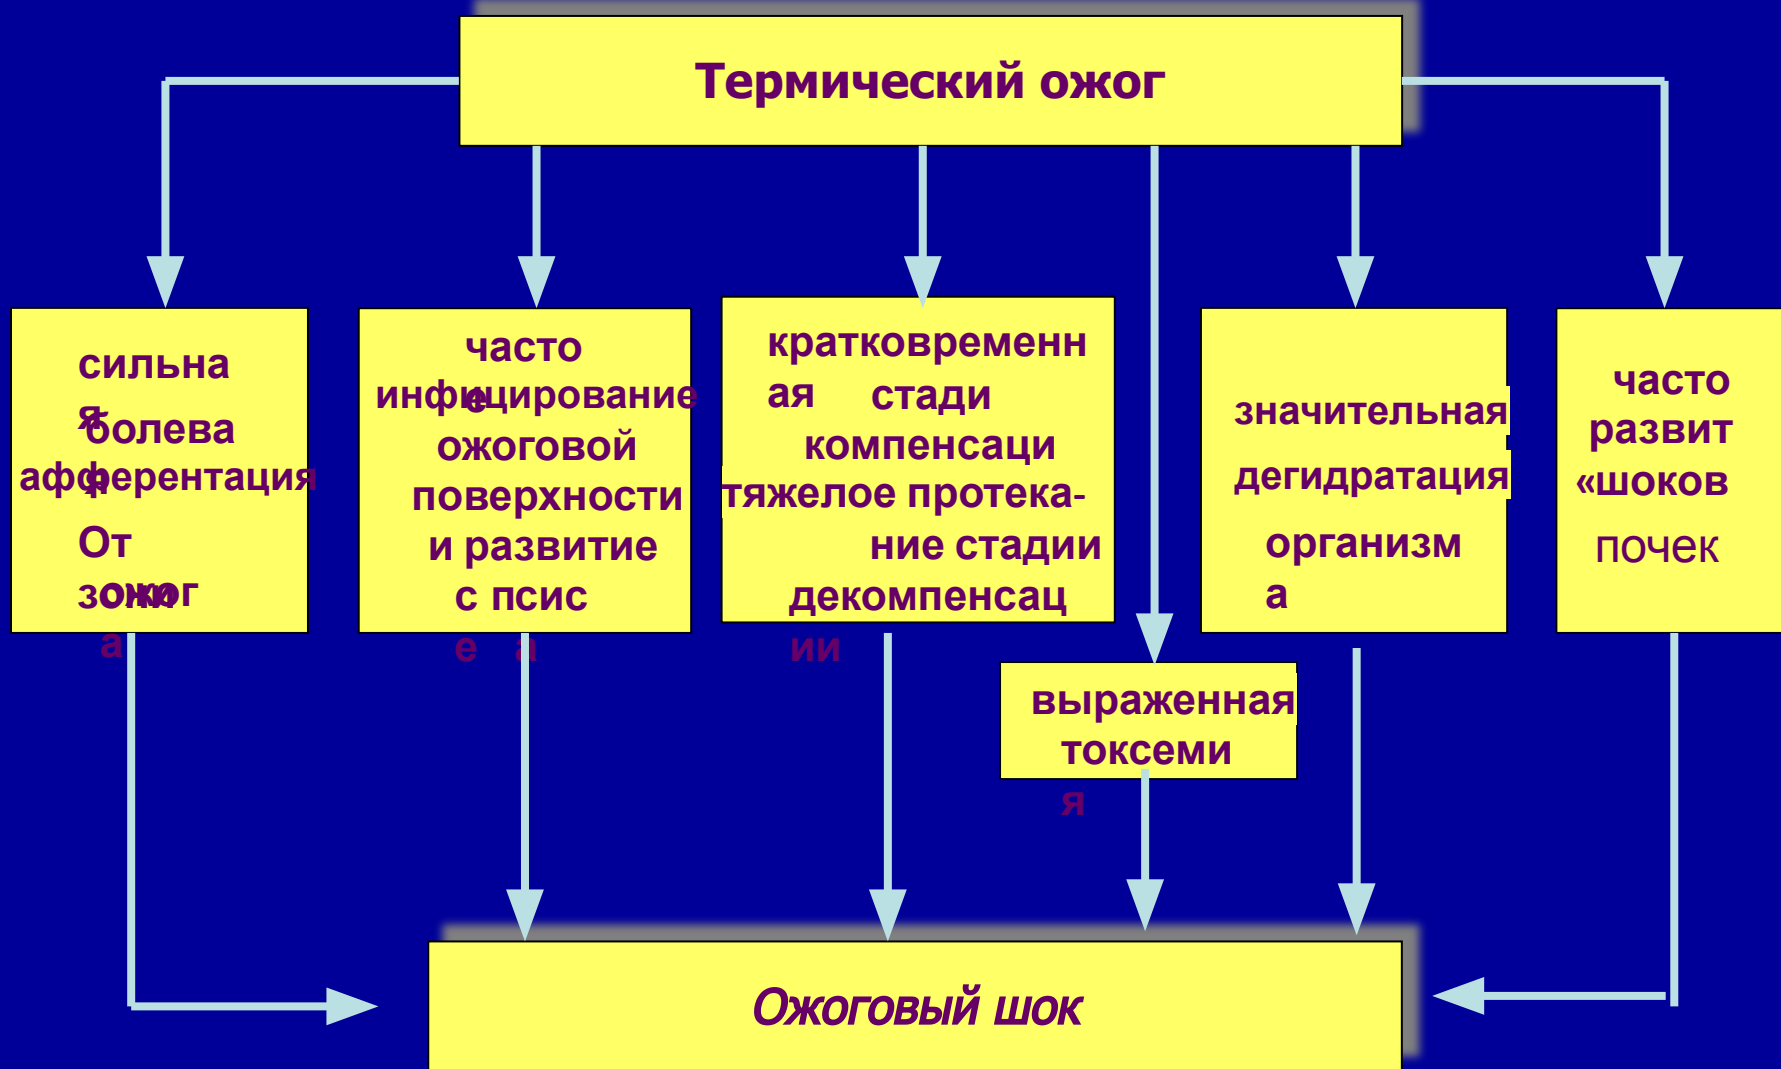 Термический ожог
сильна
я
болева
я
афферентация
От
зоны
ожог
а
часто
е
инфицирование
ожоговой
поверхности
и развитие
с псис
е а
кратковременн
ая стади
компенсаци
тяжелое протека-
ние стадии
декомпенсац
ии
выраженная
токсеми
я
значительная
дегидратация
организм
а
часто
развит
«шоков
почек
Ожоговый шок